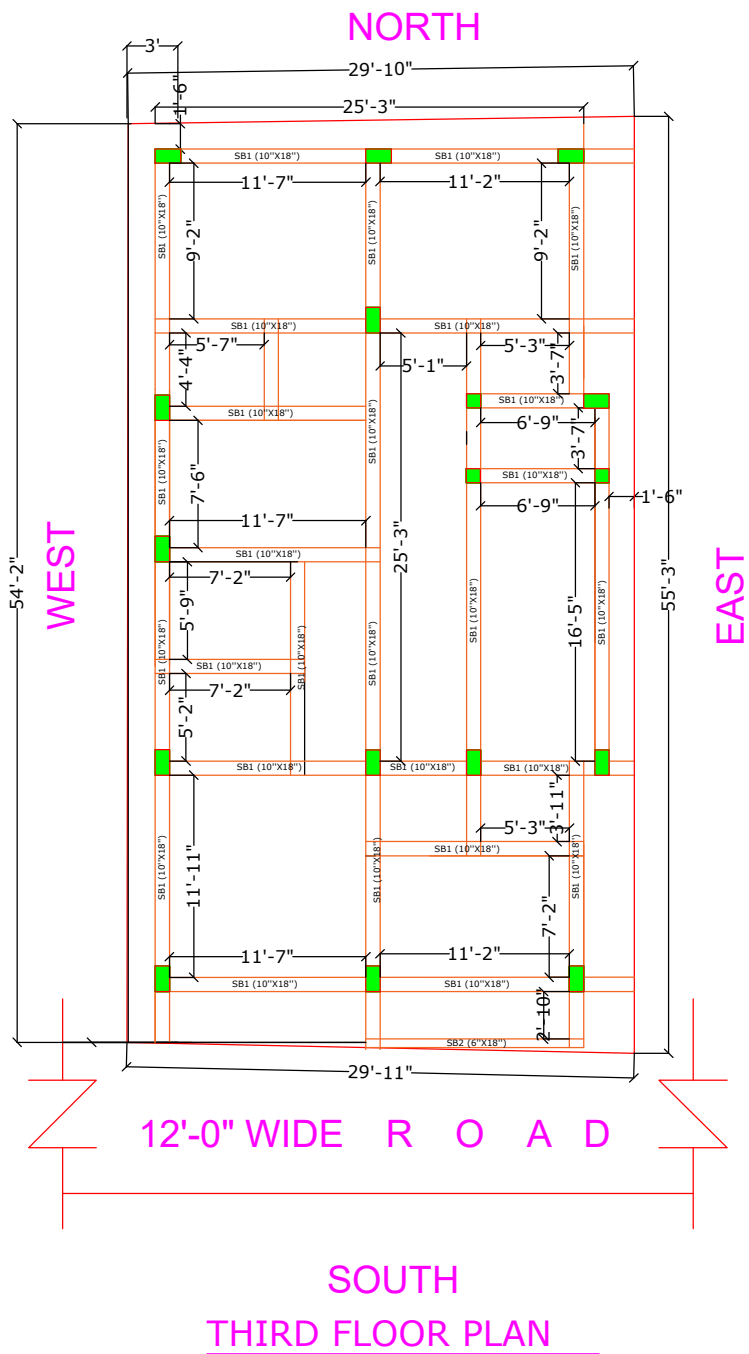 NORTH
3'
29'-10"
1'-6"
25'-3"
SB1 (10"X18")
SB1 (10"X18")
11'-7"
11'-2"
SB1 (10"X18")
9'-2"
SB1 (10"X18")
9'-2"
SB1 (10"X18")
SB1 (10"X18")
SB1 (10"X18")
5'-7"
4'-4"
5'-1"
5'-3"
3'-7"
SB1 (10"X18")
SB1 (10"X18")
6'-9"
3'-7"
SB1 (10"X18")
7'-6"
SB1 (10"X18")
SB1 (10"X18")
6'-9"
1'-6"
11'-7"
SB1 (10"X18")
7'-2"
25'-3"
WEST
54'-2"
EAST
55'-3"
5'-9"
SB1 (10"X18")
SB1 (10"X18")
SB1 (10"X18")
SB1 (10"X18")
SB1 (10"X18")
SB1 (10"X18")
16'-5"
7'-2"
5'-2"
SB1 (10"X18")
SB1 (10"X18")
SB1 (10"X18")
3'-11"
5'-3"
SB1 (10"X18")
SB1 (10"X18")
11'-11"
SB1 (10"X18")
SB1 (10"X18")
7'-2"
11'-7"
11'-2"
SB1 (10"X18")
SB1 (10"X18")
2'-10"
SB2 (6"X18")
29'-11"
12'-0" WIDE R O A D
SOUTH
THIRD FLOOR PLAN